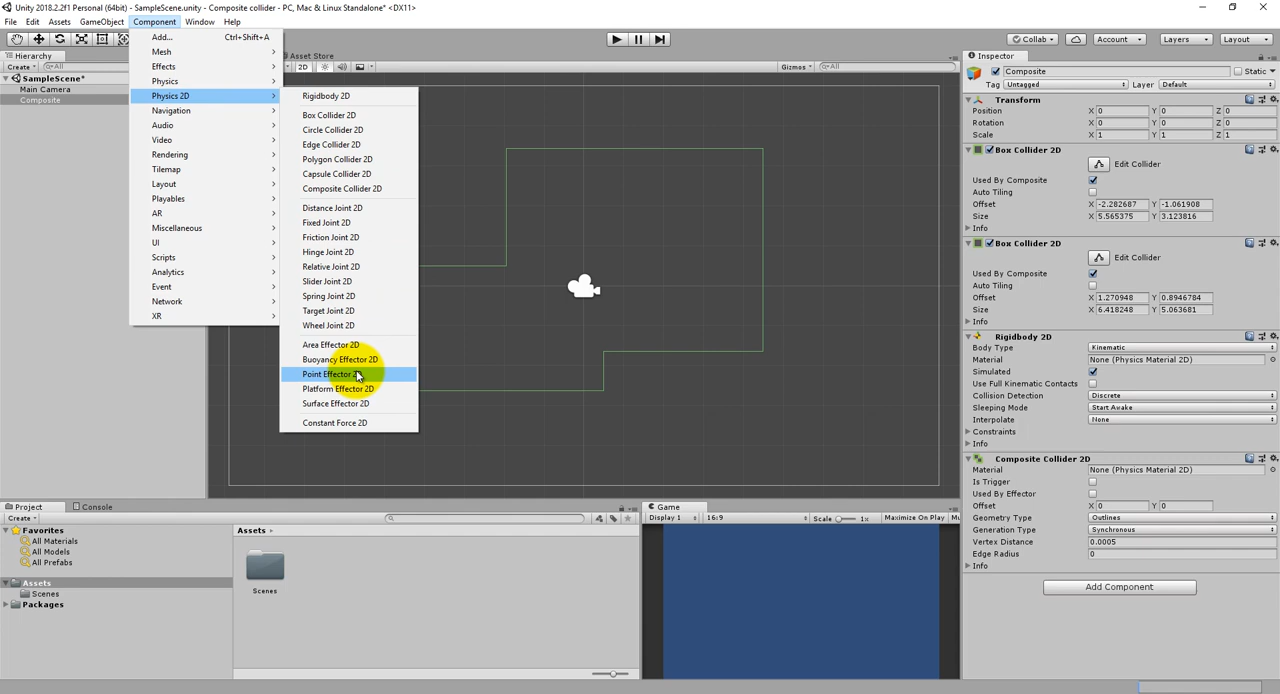 Unity 2018.2.2f1 Personal (64bit) - SampleScene.unity - Composite collider - PC, Mac & Linux Standalone* <DX11>
File Edit Assets GameObject Component Window Help
Collab Account Layers Layout
Hierarchy
Create All
SampleScene*
Main Camera
Composite
Add... Ctrl+Shift+A
Mesh
Effects
Physics
Physics 2D
Navigation
Audio
Video
Rendering
Tilemap
Layout
Playables
AR
Miscellaneous
UI
Scripts
Analytics
Event
Network
XR
Rigidbody 2D
Box Collider 2D
Circle Collider 2D
Edge Collider 2D
Polygon Collider 2D
Capsule Collider 2D
Composite Collider 2D
Distance Joint 2D
Fixed Joint 2D
Friction Joint 2D
Hinge Joint 2D
Relative Joint 2D
Slider Joint 2D
Spring Joint 2D
Target Joint 2D
Wheel Joint 2D
Area Effector 2D
Buoyancy Effector 2D
Point Effector 2D
Platform Effector 2D
Surface Effector 2D
Constant Force 2D
Asset Store
2D Gizmos All
Inspector
Composite Static
Tag Untagged Layer Default
Transform
Position X 0 Y 0 Z 0
Rotation X 0 Y 0 Z 0
Scale X 1 Y 1 Z 1
Box Collider 2D
Edit Collider
Used By Composite
Auto Tiling
Offset X -2.282687 Y -1.061908
Size X 5.565375 Y 3.123816
Info
Box Collider 2D
Edit Collider
Used By Composite
Auto Tiling
Offset X 1.270948 Y 0.8946784
Size X 6.418248 Y 5.063681
Info
Rigidbody 2D
Body Type Kinematic
Material None (Physics Material 2D)
Simulated
Use Full Kinematic Contacts
Collision Detection Discrete
Sleeping Mode Start Awake
Interpolate None
Constraints
Info
Composite Collider 2D
Material None (Physics Material 2D)
Is Trigger
Used By Effector
Offset X 0 Y 0
Geometry Type Outlines
Generation Type Synchronous
Vertex Distance 0.0005
Edge Radius 0
Info
Add Component
Project Console
Create
Favorites
All Materials
All Models
All Prefabs
Assets
Scenes
Packages
Assets
Scenes
Game
Display 1 16:9 Scale 1x Maximize On Play Mu